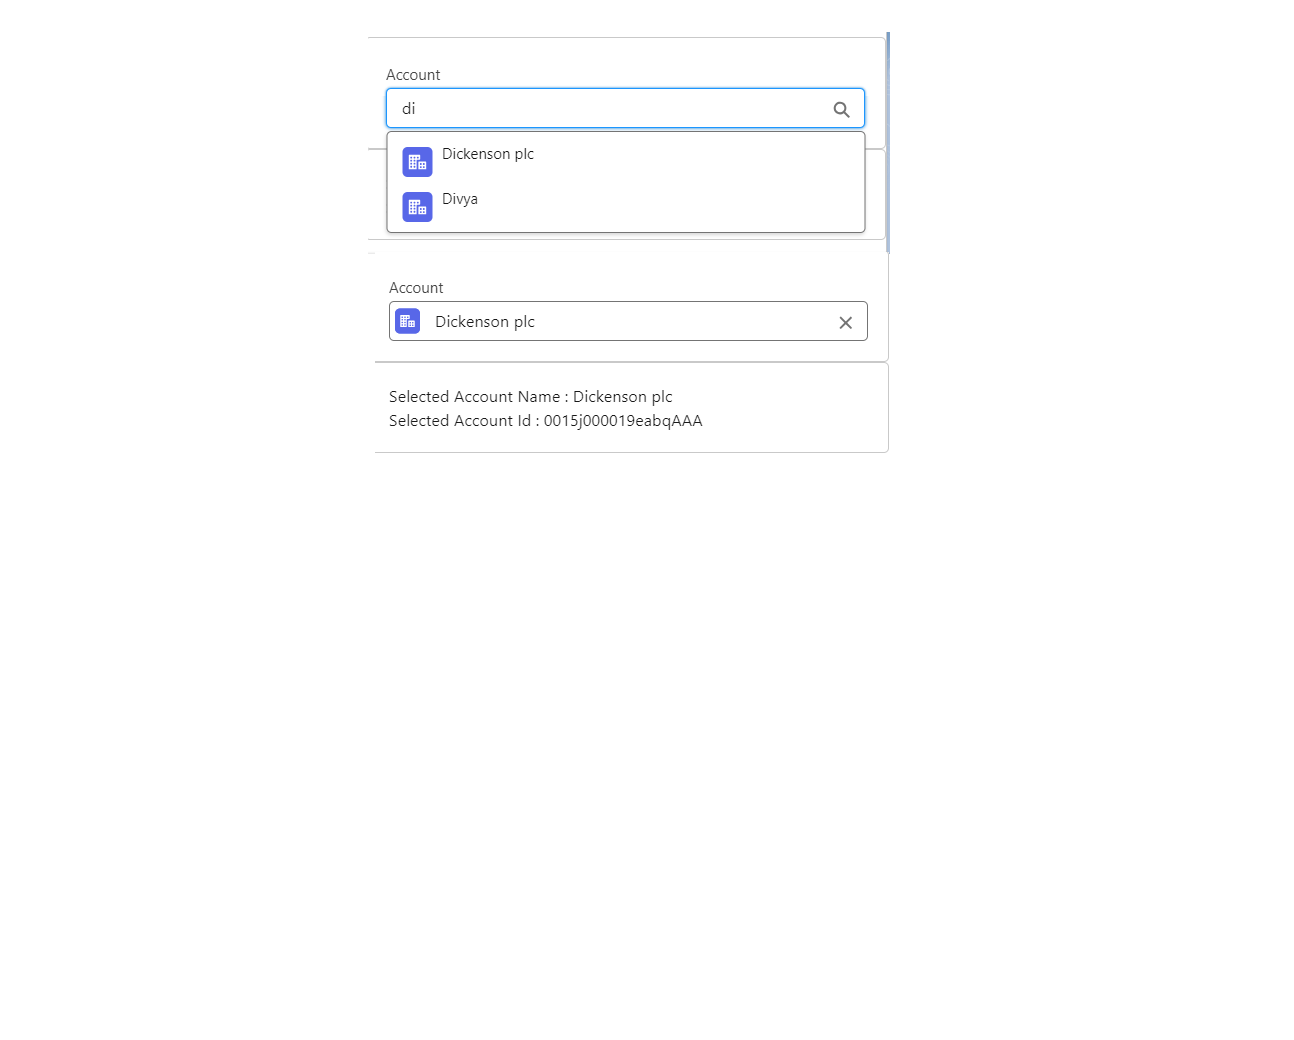 Account
di
Dickenson plc
Divya
Account
Dickenson plc
Selected Account Name : Dickenson plc
Selected Account Id : 0015j000019eabqAAA